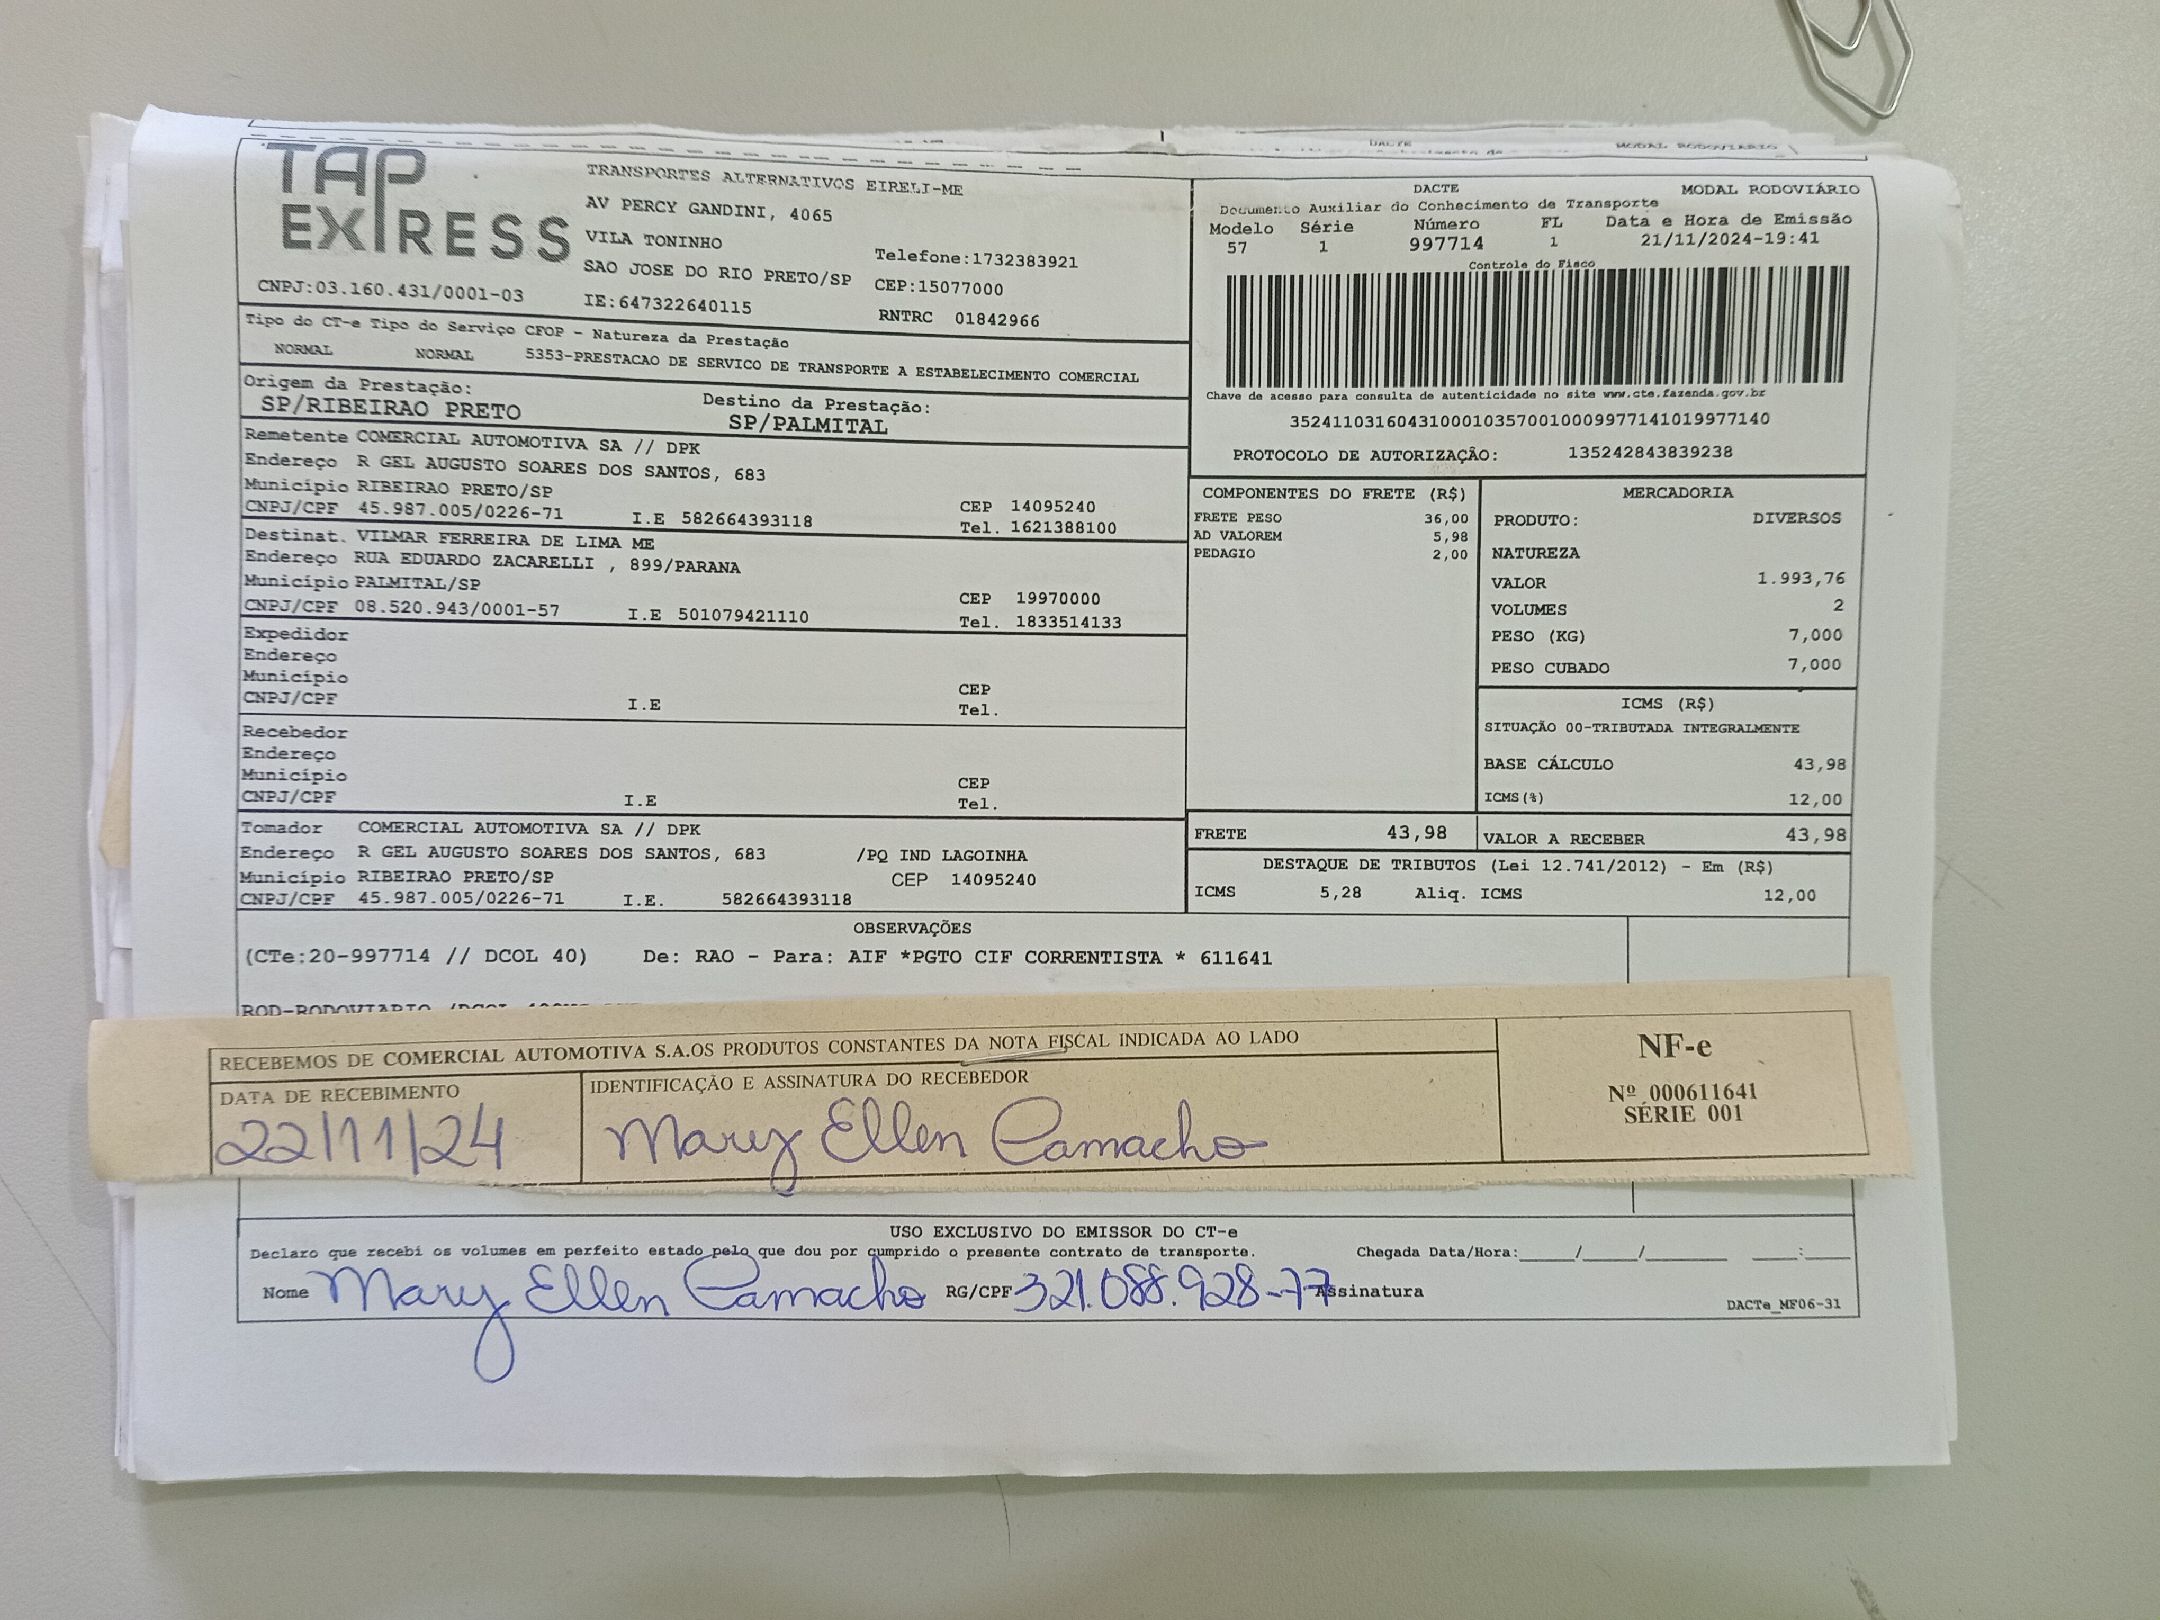 TAP
EXPRESS
CNPJ:03.160.431/0001-03
TRANSPORTES ALTERNATIVOS EIRELI-ME
AV PERCY GANDINI, 4065
VILA TONINHO
SAO JOSE DO RIO PRETO/SP
IE:647322640115
Telefone:1732383921
CEP:15077000
RNTRC 01842966
DACTE MODAL RODOVIÁRIO
Documento Auxiliar do Conhecimento de Transporte
Modelo Série Número FL Data e Hora de Emissão
57 1 997714 1 21/11/2024-19:41
Controle do Fisco
Chave de acesso para consulta de autenticidade no site www.cte.fazenda.gov.br
35241103160431000103570010009977141019977140
PROTOCOLO DE AUTORIZAÇÃO: 135242843839238
Tipo do CT-e Tipo do Serviço CFOP - Natureza da Prestação
NORMAL NORMAL 5353-PRESTACAO DE SERVICO DE TRANSPORTE A ESTABELECIMENTO COMERCIAL
Origem da Prestação: Destino da Prestação:
SP/RIBEIRAO PRETO SP/PALMITAL
Remetente COMERCIAL AUTOMOTIVA SA // DPK
Endereço R GEL AUGUSTO SOARES DOS SANTOS, 683
Município RIBEIRAO PRETO/SP CEP 14095240
CNPJ/CPF 45.987.005/0226-71 I.E 582664393118 Tel. 1621388100
Destinat. VILMAR FERREIRA DE LIMA ME
Endereço RUA EDUARDO ZACARELLI , 899/PARANA
Município PALMITAL/SP CEP 19970000
CNPJ/CPF 08.520.943/0001-57 I.E 501079421110 Tel. 1833514133
Expedidor
Endereço
Município CEP
CNPJ/CPF I.E Tel.
Recebedor
Endereço
Município CEP
CNPJ/CPF I.E Tel.
Tomador COMERCIAL AUTOMOTIVA SA // DPK
Endereço R GEL AUGUSTO SOARES DOS SANTOS, 683 /PQ IND LAGOINHA
Município RIBEIRAO PRETO/SP CEP 14095240
CNPJ/CPF 45.987.005/0226-71 I.E. 582664393118
COMPONENTES DO FRETE (R$)
FRETE PESO 36,00
AD VALOREM 5,98
PEDAGIO 2,00
MERCADORIA
PRODUTO: DIVERSOS
NATUREZA
VALOR 1.993,76
VOLUMES 2
PESO (KG) 7,000
PESO CUBADO 7,000
ICMS (R$)
SITUAÇÃO 00-TRIBUTADA INTEGRALMENTE
BASE CÁLCULO 43,98
ICMS(%) 12,00
FRETE 43,98 VALOR A RECEBER 43,98
DESTAQUE DE TRIBUTOS (Lei 12.741/2012) - Em (R$)
ICMS 5,28 Aliq. ICMS 12,00
OBSERVAÇÕES
(CTe:20-997714 // DCOL 40) De: RAO - Para: AIF *PGTO CIF CORRENTISTA * 611641
ROD-RODOVIARIO
RECEBEMOS DE COMERCIAL AUTOMOTIVA S.A.OS PRODUTOS CONSTANTES DA NOTA FISCAL INDICADA AO LADO
DATA DE RECEBIMENTO IDENTIFICAÇÃO E ASSINATURA DO RECEBEDOR
22/11/24 Mary Ellen Camacho
NF-e
Nº 000611641
SÉRIE 001
USO EXCLUSIVO DO EMISSOR DO CT-e
Declaro que recebi os volumes em perfeito estado pelo que dou por cumprido o presente contrato de transporte. Chegada Data/Hora:____/____/______ ___:___
Nome Mary Ellen Camacho RG/CPF 321.088.928-77 Assinatura
DACTe_MF06-31